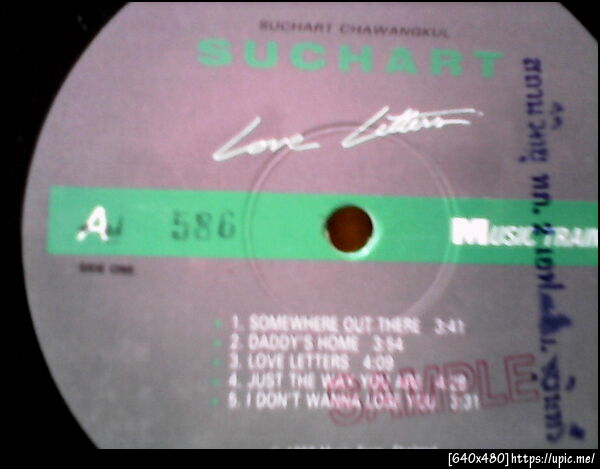 SUCHART CHAWANGKUL
SUCHART
Love Letters
A
586
MUSIC TRAIN
SIDE ONE
1. SOMEWHERE OUT THERE 3:41
2. DADDY'S HOME 3:54
3. LOVE LETTERS 4:09
4. JUST THE WAY YOU ARE
5. I DON'T WANNA LOSE YOU 3:31
SAMPLE
[640x480]https://upic.me/